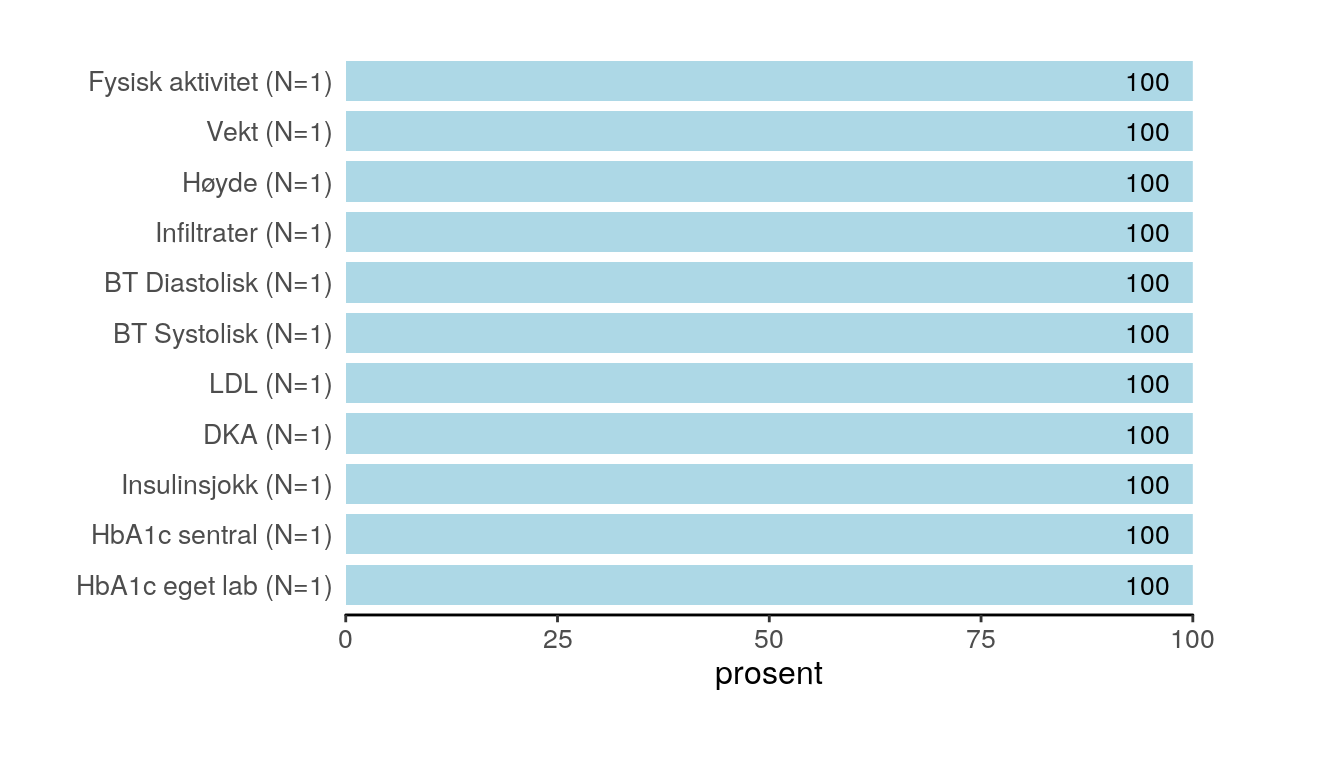 Fysisk aktivitet (N=1) 100
Vekt (N=1) 100
Høyde (N=1) 100
Infiltrater (N=1) 100
BT Diastolisk (N=1) 100
BT Systolisk (N=1) 100
LDL (N=1) 100
DKA (N=1) 100
Insulinsjokk (N=1) 100
HbA1c sentral (N=1) 100
HbA1c eget lab (N=1) 100
0 25 50 75 100
prosent